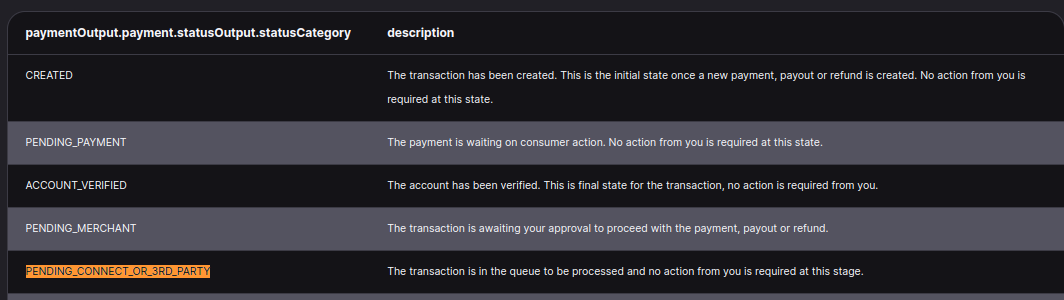 paymentOutput.payment.statusOutput.statusCategory description
CREATED The transaction has been created. This is the initial state once a new payment, payout or refund is created. No action from you is
required at this state.
PENDING_PAYMENT The payment is waiting on consumer action. No action from you is required at this state.
ACCOUNT_VERIFIED The account has been verified. This is final state for the transaction, no action is required from you.
PENDING_MERCHANT The transaction is awaiting your approval to proceed with the payment, payout or refund.
PENDING_CONNECT_OR_3RD_PARTY The transaction is in the queue to be processed and no action from you is required at this stage.